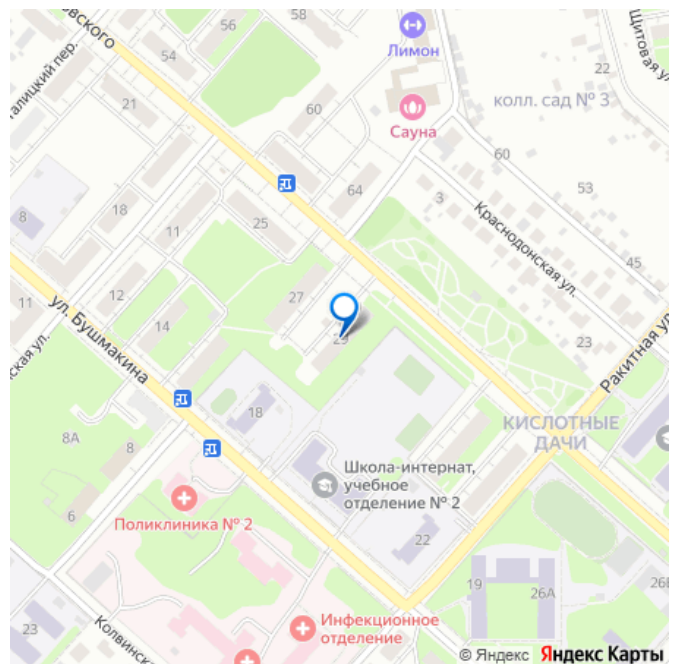 вского
56
58
54
Лимон
Щитовая у
22
талицкий пер.
21
60
колл. сад № 3
Сауна
60
64
53
3
18
8
25
11
Краснодонская ул.
45
27
12
11
ул. Бушмакина
14
29
23
Ракитная ул
ская ул.
18
КИСЛОТНЫЕ
ДАЧИ
8А
8
Школа-интернат,
учебное
отделение № 2
Поликлиника № 2
6
22
19
26А
26Б
Инфекционное
отделение
23
Колвинск
© Яндекс Яндекс Карты